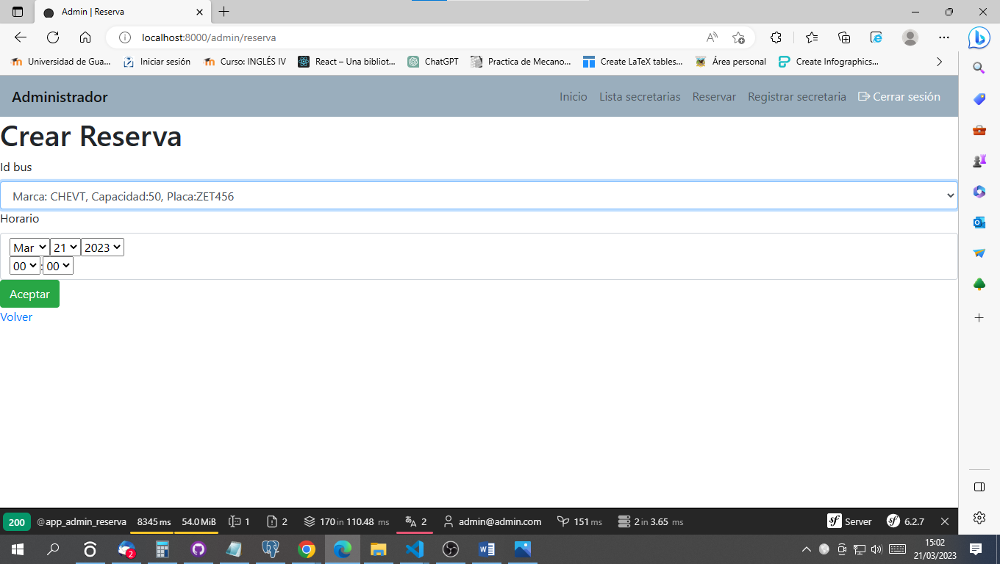 Admin | Reserva
localhost:8000/admin/reserva
Universidad de Gua... Iniciar sesión Curso: INGLÉS IV React – Una bibliot... ChatGPT Practica de Mecano... Create LaTeX tables... Área personal Create Infographics...
Administrador Inicio Lista secretarias Reservar Registrar secretaria Cerrar sesión
Crear Reserva
Id bus
Marca: CHEVT, Capacidad:50, Placa:ZET456
Horario
Mar 21 2023
00 : 00
Aceptar
Volver
200 @app_admin_reserva 8345 ms 54.0 MiB 1 2 170 in 110.48 ms 2 admin@admin.com 151 ms 2 in 3.65 ms Server 6.2.7
2
15:02
21/03/2023